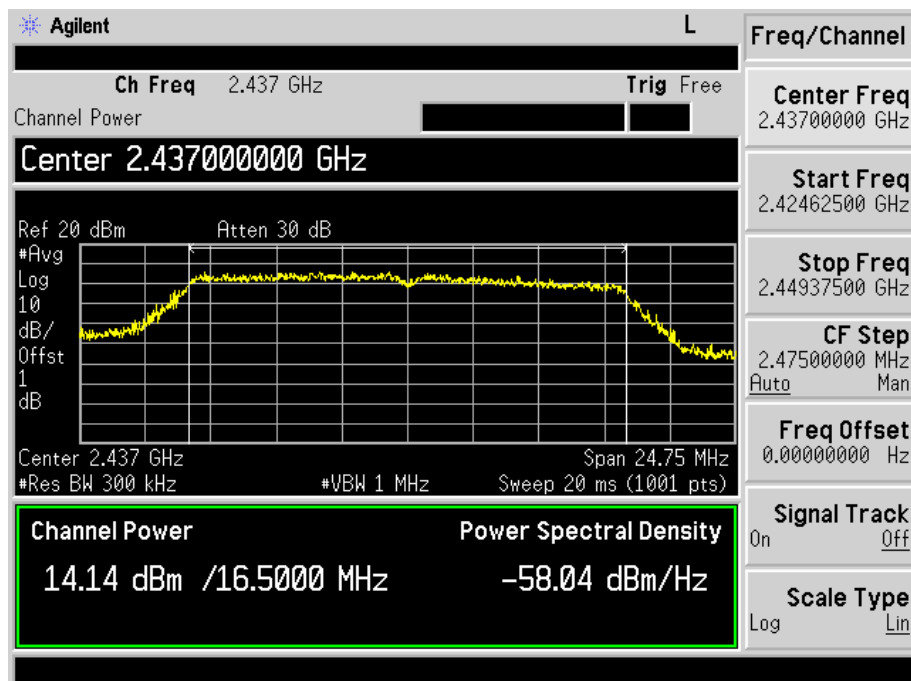 Agilent
L
Freq/Channel
Ch Freq 2.437 GHz
Trig Free
Channel Power
Center Freq
2.43700000 GHz
Center 2.437000000 GHz
Start Freq
2.42462500 GHz
Ref 20 dBm
Atten 30 dB
#Avg
Log
10
dB/
Offst
1
dB
Stop Freq
2.44937500 GHz
CF Step
2.47500000 MHz
Auto Man
Center 2.437 GHz
Span 24.75 MHz
#Res BW 300 kHz
#VBW 1 MHz
Sweep 20 ms (1001 pts)
Freq Offset
0.00000000 Hz
Channel Power
Power Spectral Density
14.14 dBm /16.5000 MHz
-58.04 dBm/Hz
Signal Track
On Off
Scale Type
Log Lin